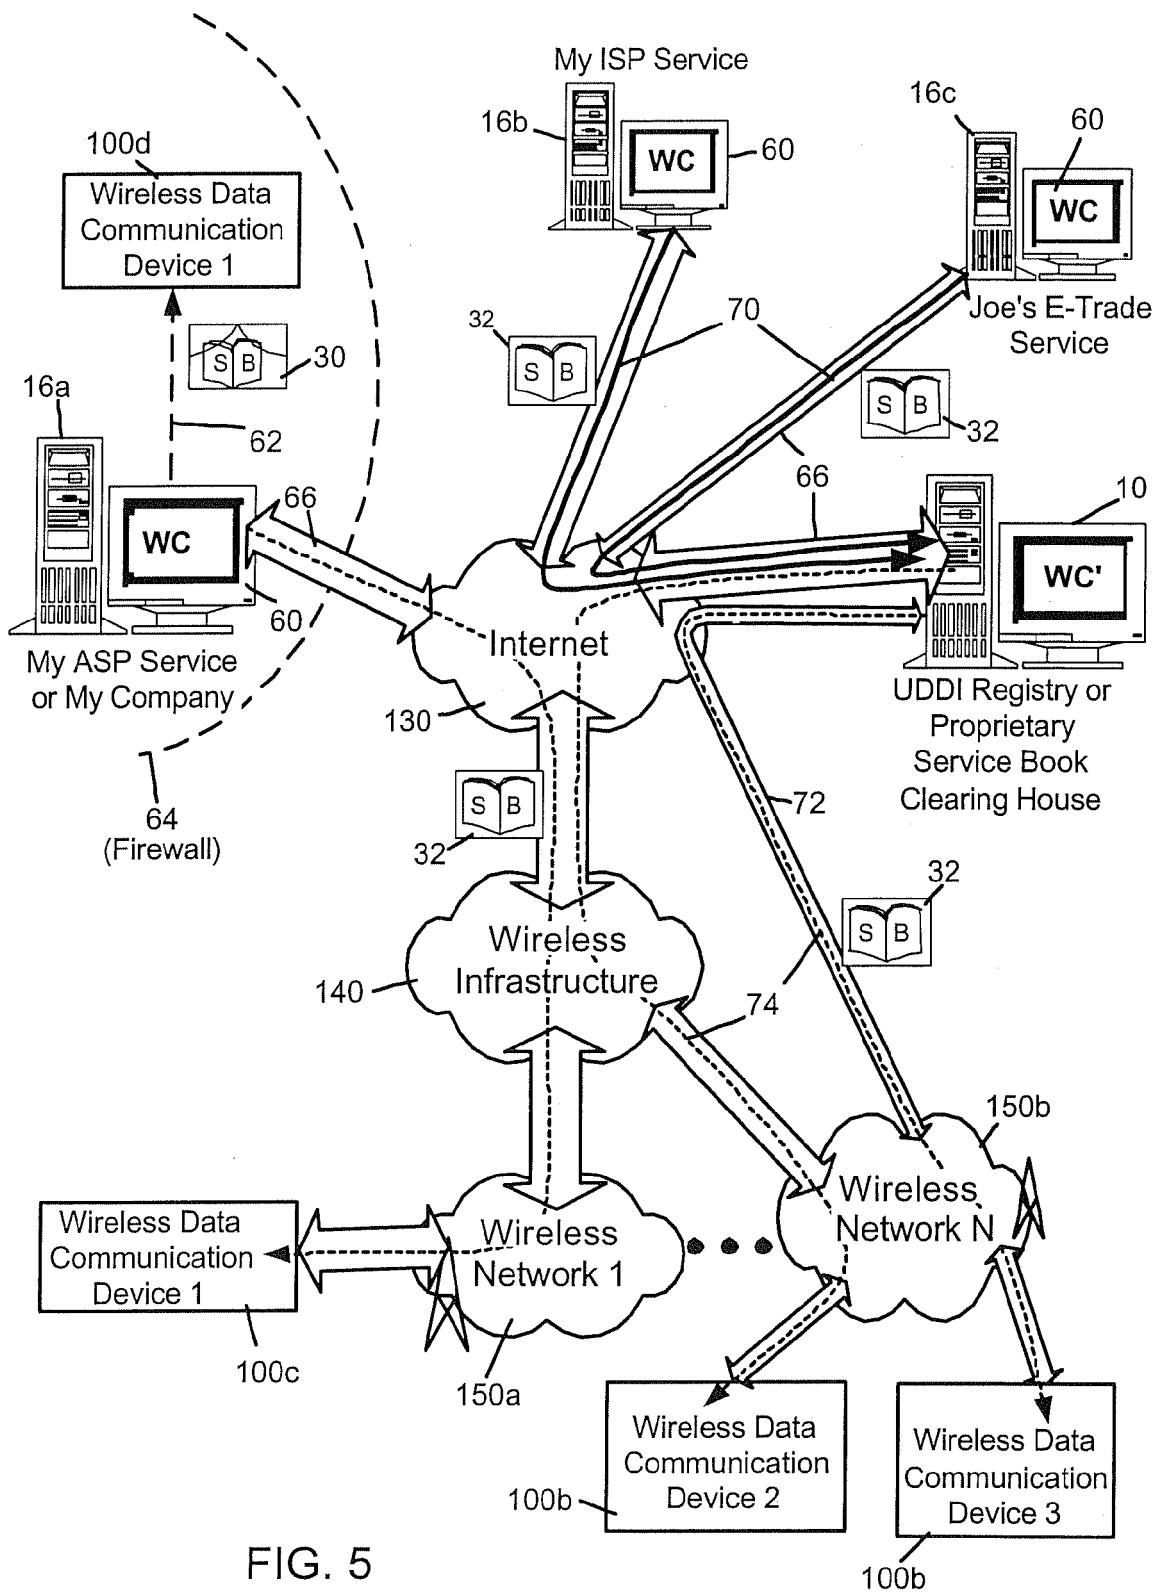 My ISP Service
16b
WC
60
16c
60
WC
Joe's E-Trade
Service
100d
Wireless Data
Communication
Device 1
S B
30
62
32
S B
70
S B
32
16a
WC
66
60
My ASP Service
or My Company
66
10
WC'
UDDI Registry or
Proprietary
Service Book
Clearing House
Internet
130
64
(Firewall)
S B
32
72
32
S B
Wireless
Infrastructure
140
74
150b
Wireless
Network N
Wireless Data
Communication
Device 1
100c
Wireless
Network 1
150a
Wireless Data
Communication
Device 2
100b
Wireless Data
Communication
Device 3
100b
FIG. 5